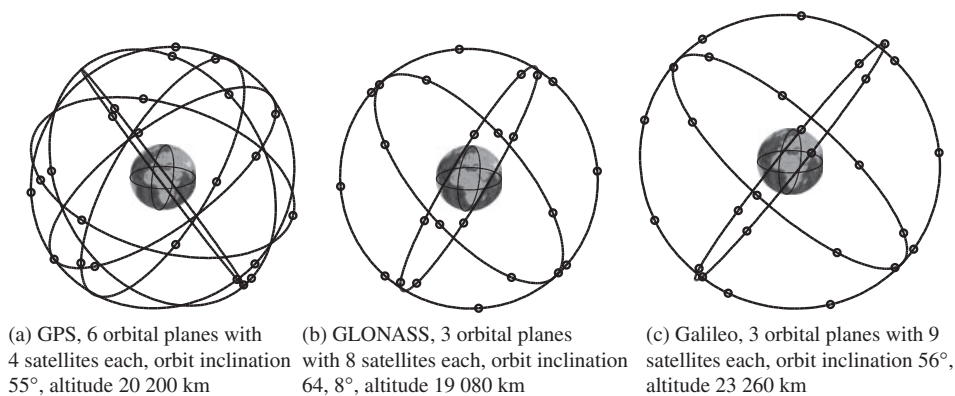 (a) GPS, 6 orbital planes with
4 satellites each, orbit inclination
55°, altitude 20 200 km
(b) GLONASS, 3 orbital planes
with 8 satellites each, orbit inclination
64, 8°, altitude 19 080 km
(c) Galileo, 3 orbital planes with 9
satellites each, orbit inclination 56°,
altitude 23 260 km